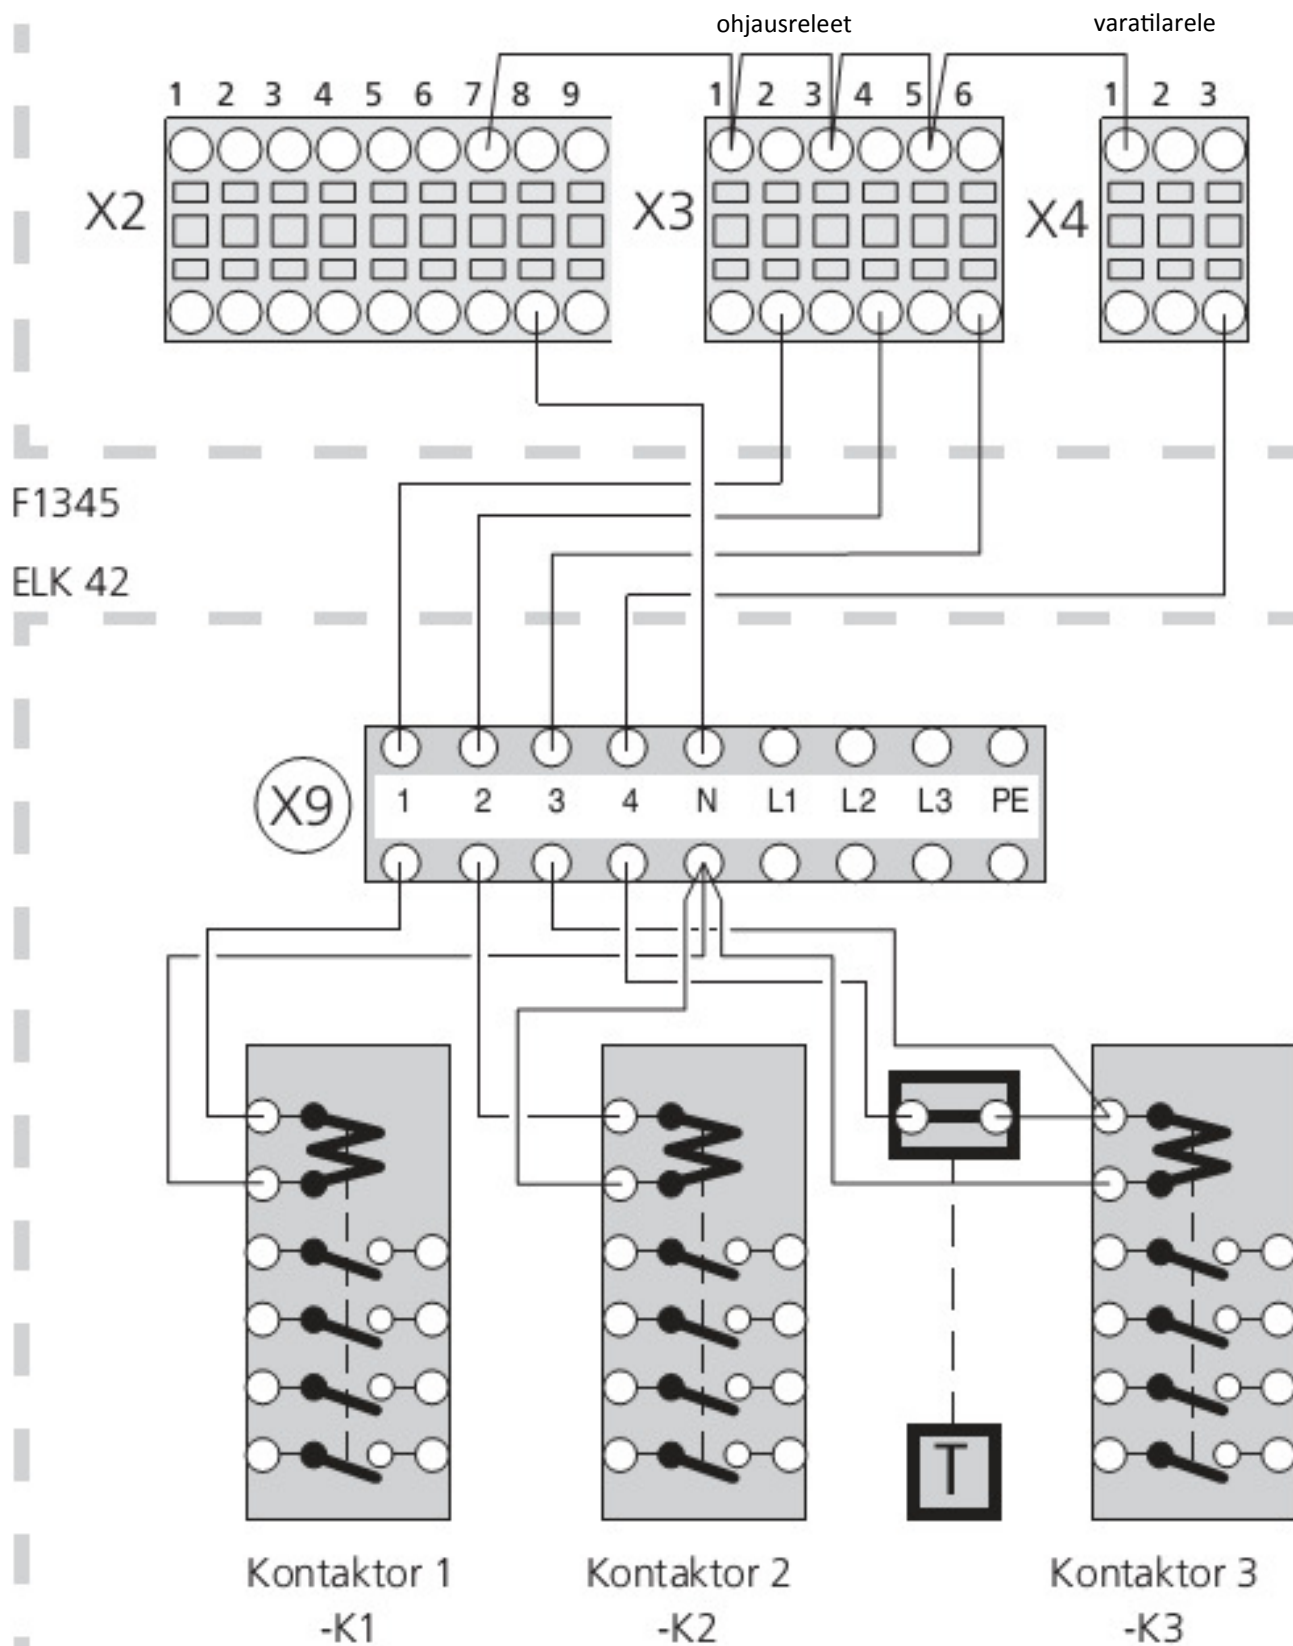 ohjausreleet
varatilarele
1 2 3 4 5 6 7 8 9
1 2 3 4 5 6
1 2 3
X2
X3
X4
F1345
ELK 42
X9
1 2 3 4 N L1 L2 L3 PE
T
Kontaktor 1
-K1
Kontaktor 2
-K2
Kontaktor 3
-K3